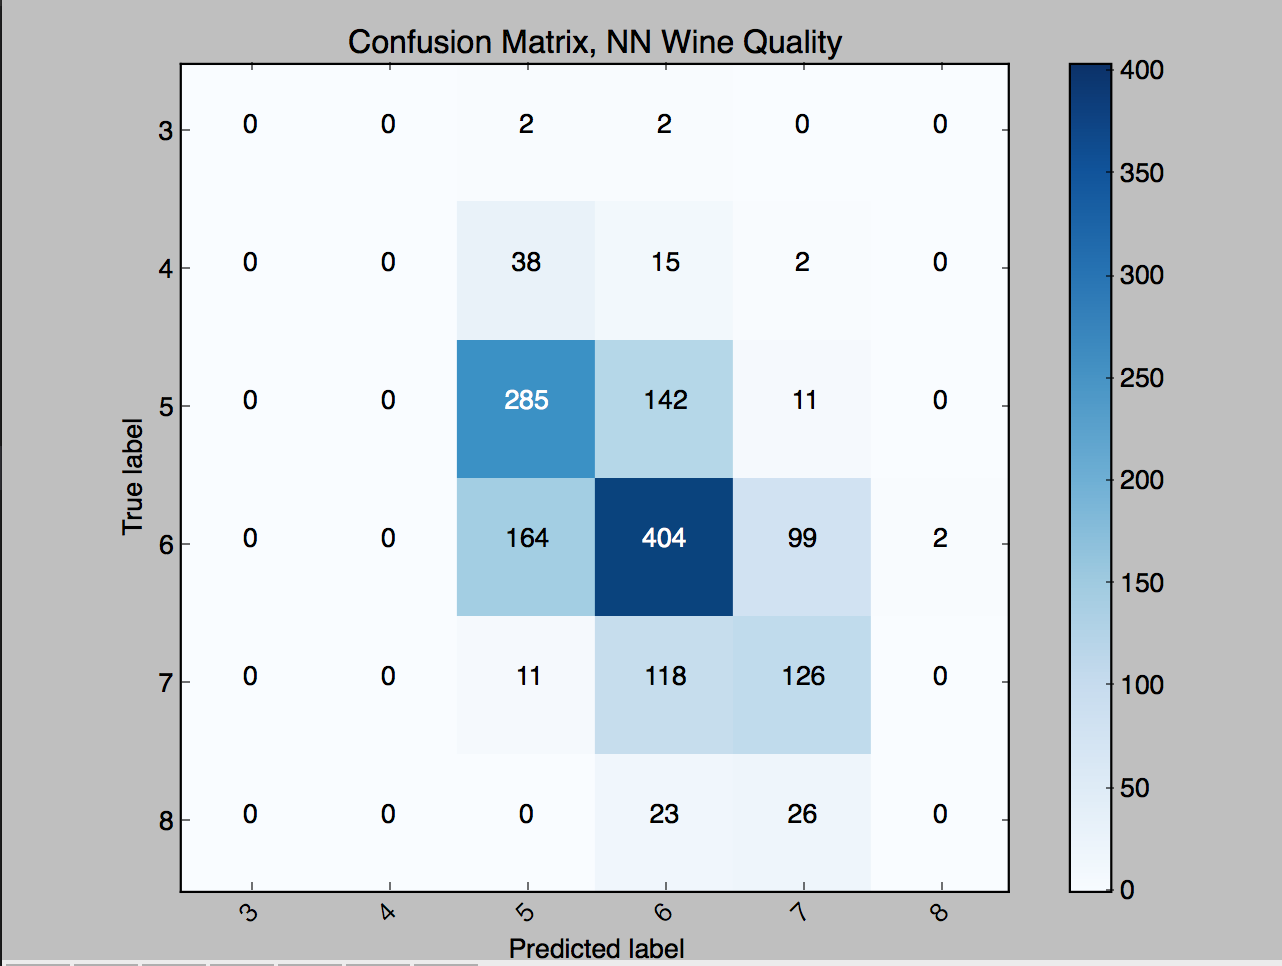 Confusion Matrix, NN Wine Quality
3 0 0 2 2 0 0
4 0 0 38 15 2 0
5 0 0 285 142 11 0
6 0 0 164 404 99 2
7 0 0 11 118 126 0
8 0 0 0 23 26 0
3 4 5 6 7 8
True label
Predicted label
400
350
300
250
200
150
100
50
0